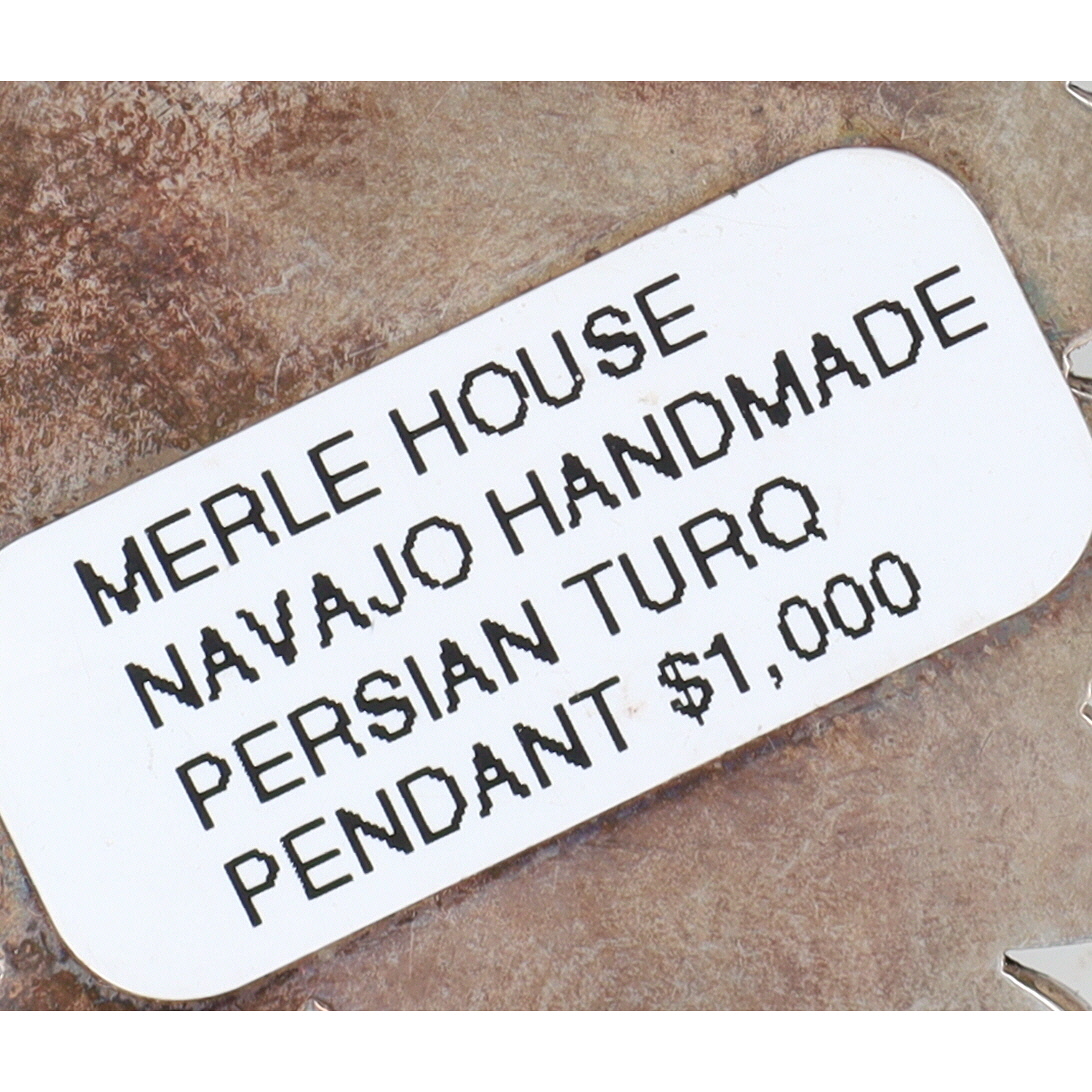 MERLE HOUSE
NAVAJO HANDMADE
PERSIAN TURQ
PENDANT $1,000